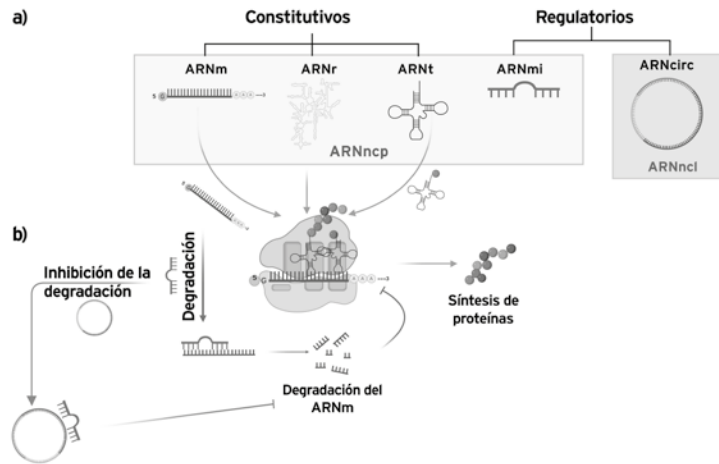 a)
Constitutivos
Regulatorios
ARNm
ARNr
ARNt
ARNmi
ARNcirc
ARNncp
ARNncl
b)
Inhibición de la
degradación
Degradación
5 G
Síntesis de
proteínas
Degradación del
ARNm